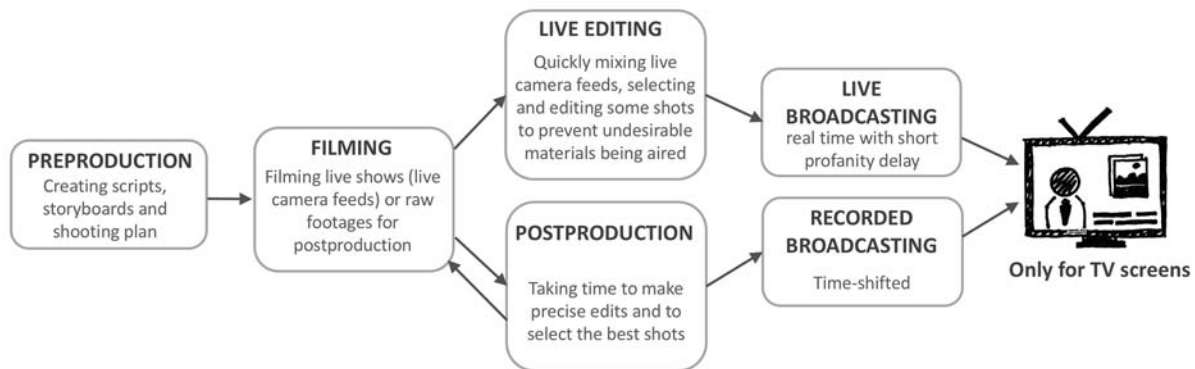 PREPRODUCTION
Creating scripts,
storyboards and
shooting plan
FILMING
Filming live shows (live
camera feeds) or raw
footages for
postproduction
LIVE EDITING
Quickly mixing live
camera feeds, selecting
and editing some shots
to prevent undesirable
materials being aired
POSTPRODUCTION
Taking time to make
precise edits and to
select the best shots
LIVE
BROADCASTING
real time with short
profanity delay
RECORDED
BROADCASTING
Time-shifted
Only for TV screens